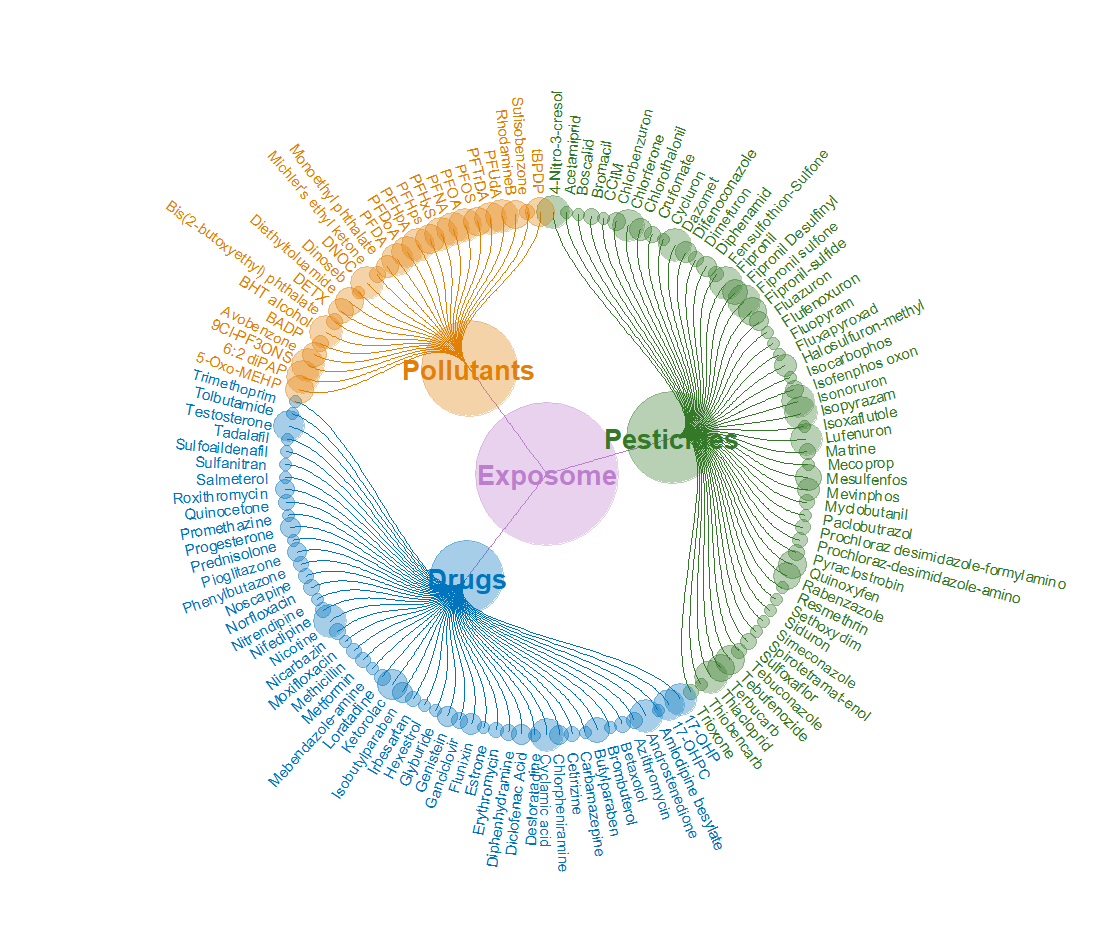 Exposome
Pollutants
Pesticides
Drugs
4-Nitro-3-cresol
Acetamiprid
Boscalid
Bromacil
CCIM
Chlorbenzuron
Chlorferone
Chlorothalonil
Crufomate
Cycluron
Dazomet
Difenoconazole
Dimefuron
Diphenamid
Fensulfothion-Sulfone
Fipronil
Fipronil Desulfinyl
Fipronil sulfone
Fipronil-sulfide
Fluazuron
Flufenoxuron
Fluopyram
Fluxapyroxad
Halosulfuron-methyl
Isocarbophos
Isofenphos oxon
Isonoruron
Isopyrazam
Isoxaflutole
Lufenuron
Matrine
Mecoprop
Mesulfenfos
Mevinphos
Myclobutanil
Paclobutrazol
Prochloraz desimidazole-formylamino
Prochloraz-desimidazole-amino
Pyraclostrobin
Quinoxyfen
Rabenzazole
Resmethrin
Sethoxydim
Siduron
Simeconazole
Spirotetramat-enol
Sulfoxaflor
Tebuconazole
Tebufenozide
Terbucarb
Thiacloprid
Thiobencarb
Trioxone
17-OHP
17-OHPC
Amlodipine besylate
Androstenedione
Azithromycin
Betaxolol
Brombuterol
Butylparaben
Carbamazepine
Cetirizine
Chlorpheniramine
Cyclamic acid
Desloratadine
Diclofenac Acid
Diphenhydramine
Erythromycin
Estrone
Flunixin
Ganciclovir
Genistein
Glyburide
Hexestrol
Irbesartan
Isobutylparaben
Ketorolac
Loratadine
Mebendazole-amine
Metformin
Methicillin
Moxifloxacin
Nicarbazin
Nicotine
Nifedipine
Nitrendipine
Norfloxacin
Noscapine
Phenylbutazone
Pioglitazone
Prednisolone
Progesterone
Promethazine
Quinocetone
Roxithromycin
Salmeterol
Sulfanitran
Sulfoaildenafil
Tadalafil
Testosterone
Tolbutamide
Trimethoprim
5-Oxo-MEHP
6:2 diPAP
9Cl-PF3ONS
Avobenzone
BADP
BHT alcohol
Bis(2-butoxyethyl) phthalate
DETX
Diethyltoluamide
Dinoseb
DNOC
Michler's ethyl ketone
Monoethyl phthalate
PFDA
PFDoA
PFHpA
PFHps
PFHxS
PFNA
PFOA
PFOS
PFTrDA
PFUdA
RhodamineB
Sulisobenzone
tBPDP